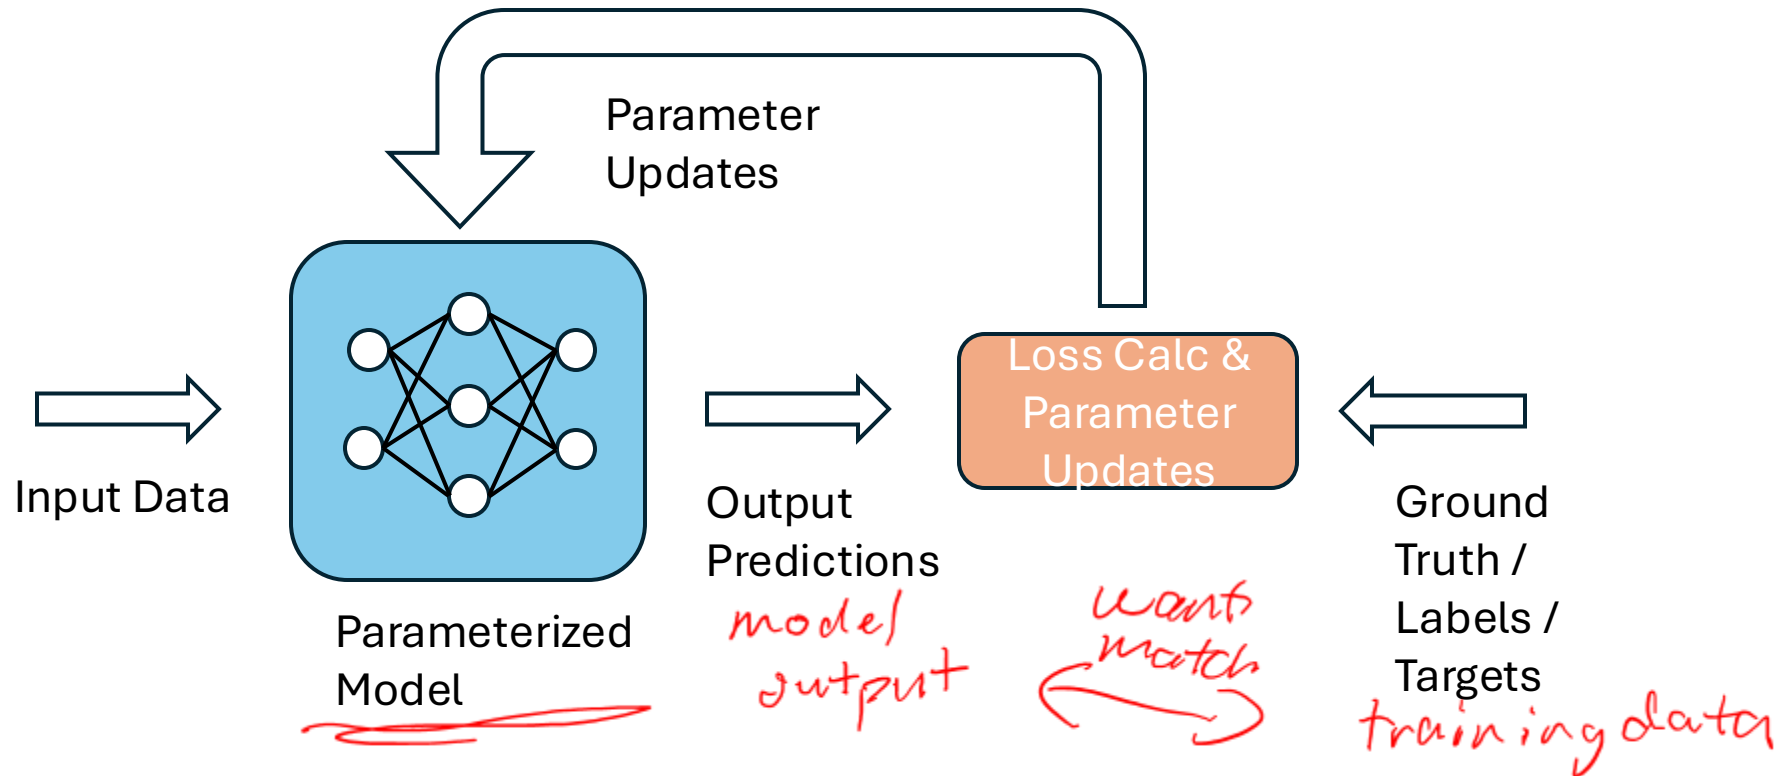 Parameter
Updates
Loss Calc &
Parameter
Updates
Input Data
Parameterized
Model
Output
Predictions
model
output
want
match
Ground
Truth /
Labels /
Targets
training data